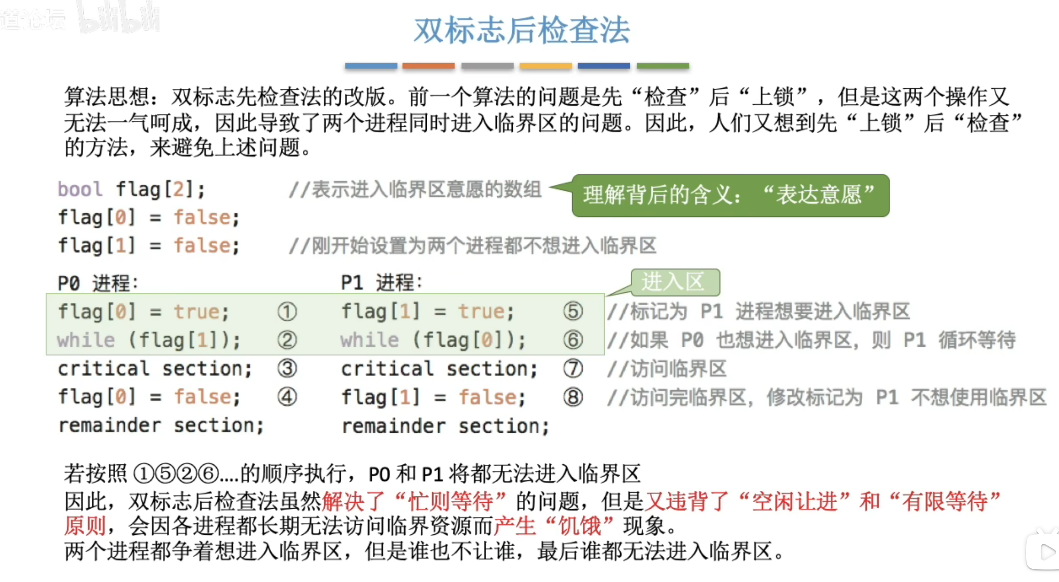 bilibili
双标志后检查法
算法思想：双标志先检查法的改版。前一个算法的问题是先“检查”后“上锁”，但是这两个操作又
无法一气呵成，因此导致了两个进程同时进入临界区的问题。因此，人们又想到先“上锁”后“检查”
的方法，来避免上述问题。
bool flag[2]; //表示进入临界区意愿的数组
理解背后的含义：“表达意愿”
flag[0] = false;
flag[1] = false; //刚开始设置为两个进程都不想进入临界区
P0 进程： P1 进程： 进入区
flag[0] = true; ① flag[1] = true; ⑤ //标记为 P1 进程想要进入临界区
while (flag[1]); ② while (flag[0]); ⑥ //如果 P0 也想进入临界区，则 P1 循环等待
critical section; ③ critical section; ⑦ //访问临界区
flag[0] = false; ④ flag[1] = false; ⑧ //访问完临界区，修改标记为 P1 不想使用临界区
remainder section; remainder section;
若按照 ①⑤②⑥....的顺序执行，P0 和 P1 将都无法进入临界区
因此，双标志后检查法虽然解决了“忙则等待”的问题，但是又违背了“空闲让进”和“有限等待”
原则，会因各进程都长期无法访问临界资源而产生“饥饿”现象。
两个进程都争着想进入临界区，但是谁也不让谁，最后谁都无法进入临界区。